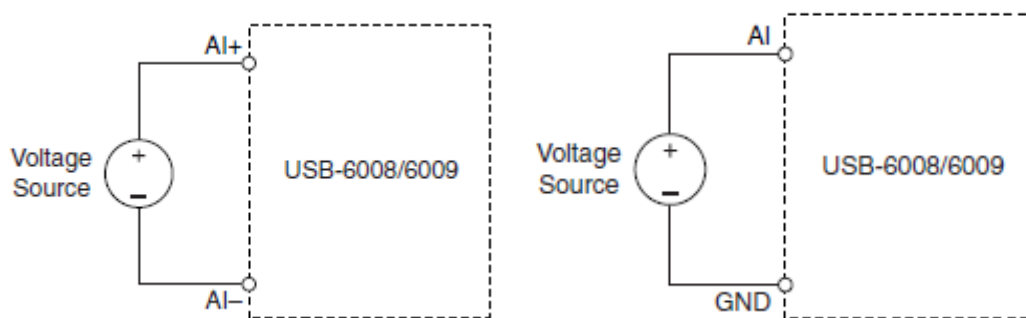 AI+
Voltage
Source
+
−
USB-6008/6009
AI–
AI
Voltage
Source
+
−
USB-6008/6009
GND